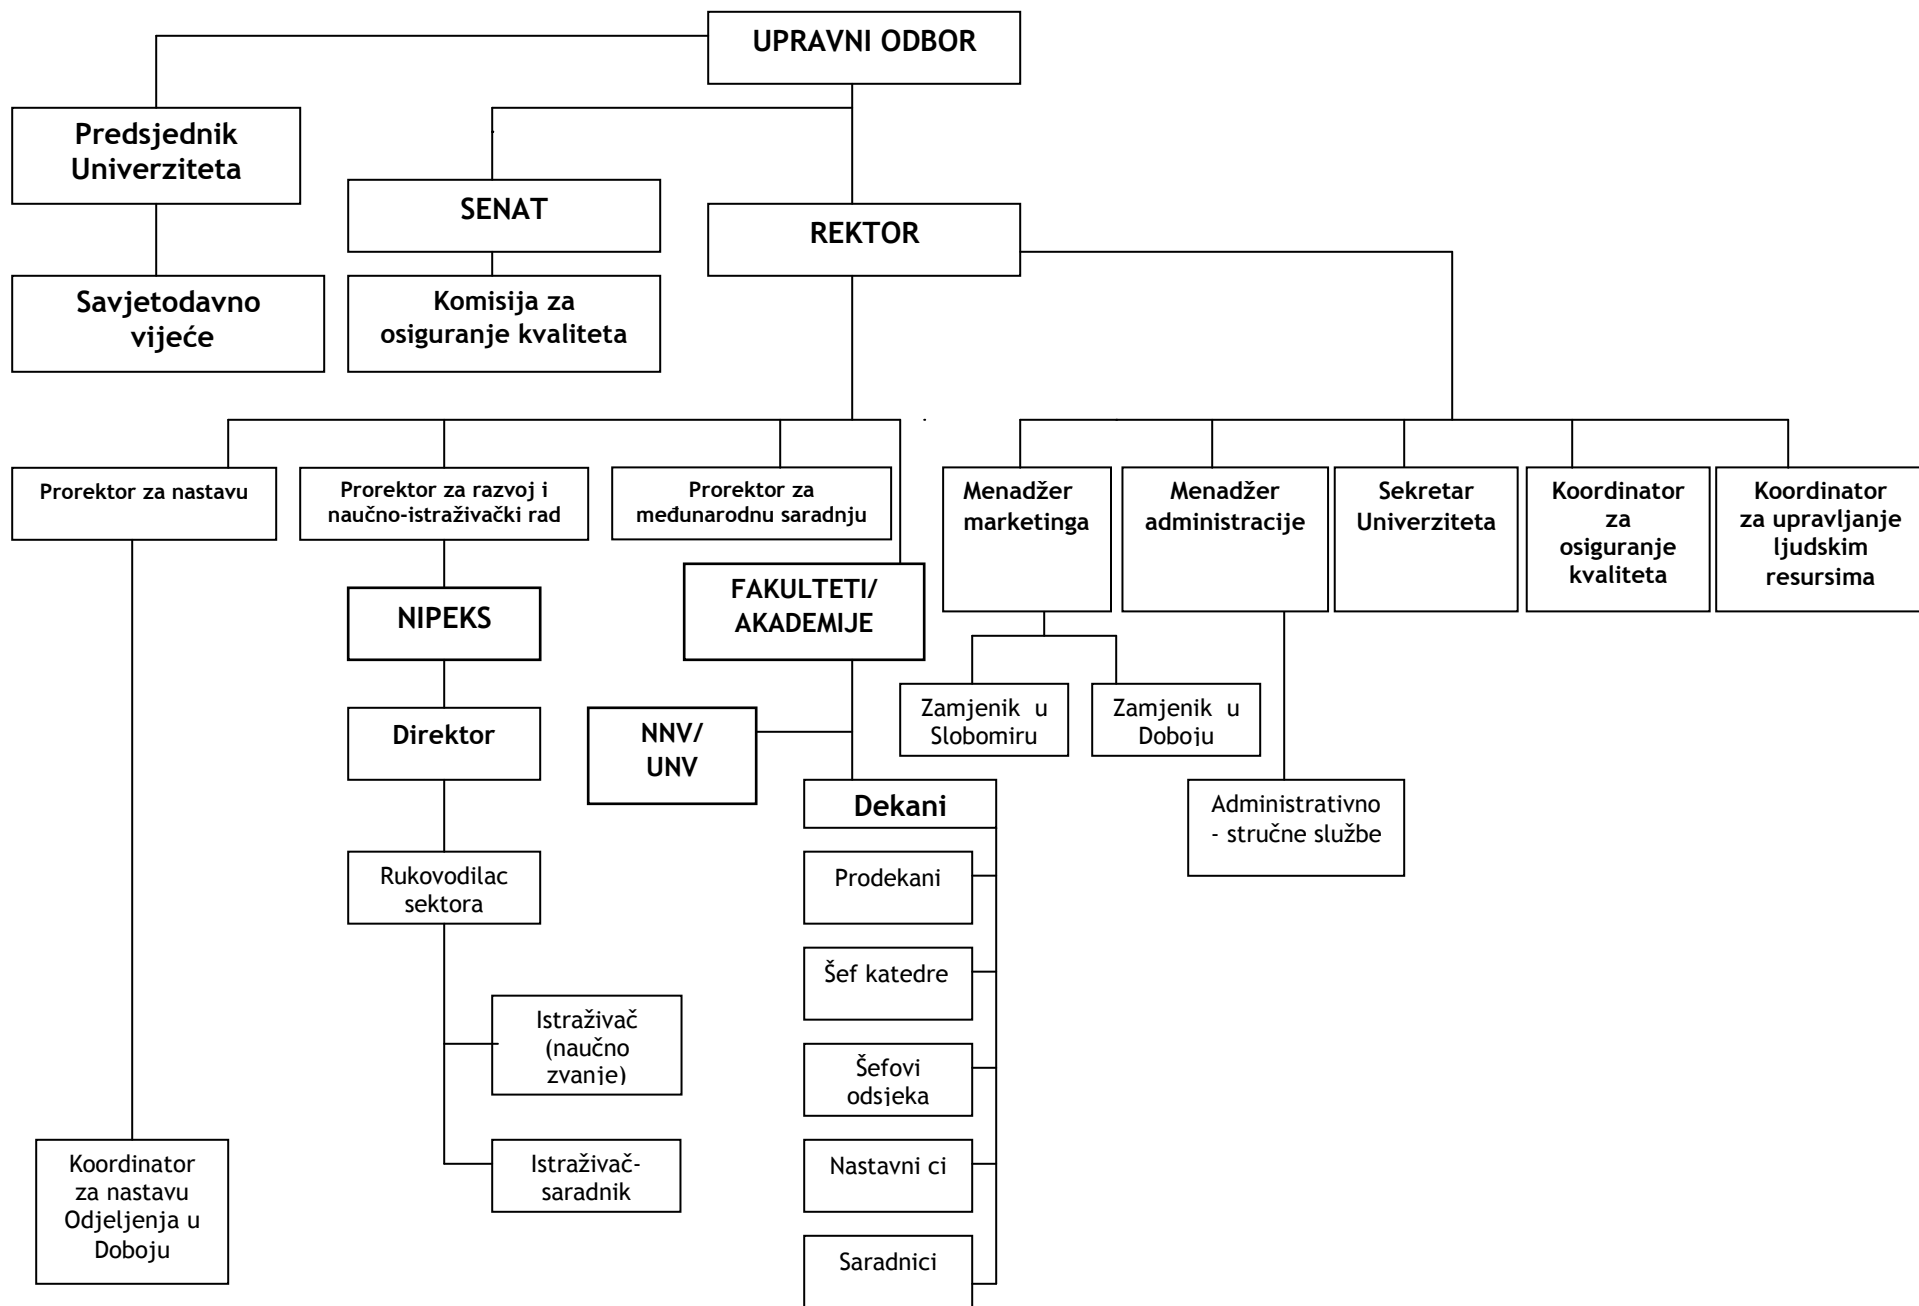 UPRAVNI ODBOR
Predsjednik
Univerziteta
SENAT
REKTOR
Savjetodavno
vijeće
Komisija za
osiguranje kvaliteta
Prorektor za nastavu
Prorektor za razvoj i
naučno-istraživački rad
Prorektor za
međunarodnu saradnju
Menadžer
marketinga
Menadžer
administracije
Sekretar
Univerziteta
Koordinator
za
osiguranje
kvaliteta
Koordinator
za upravljanje
ljudskim
resursima
NIPEKS
FAKULTETI/
AKADEMIJE
Zamjenik u
Slobomiru
Zamjenik u
Doboju
Direktor
NNV/
UNV
Dekani
Administrativno
- stručne službe
Rukovodilac
sektora
Prodekani
Šef katedre
Istraživač
(naučno
zvanje)
Šefovi
odsjeka
Koordinator
za nastavu
Odjeljenja u
Doboju
Istraživač-
saradnik
Nastavni ci
Saradnici